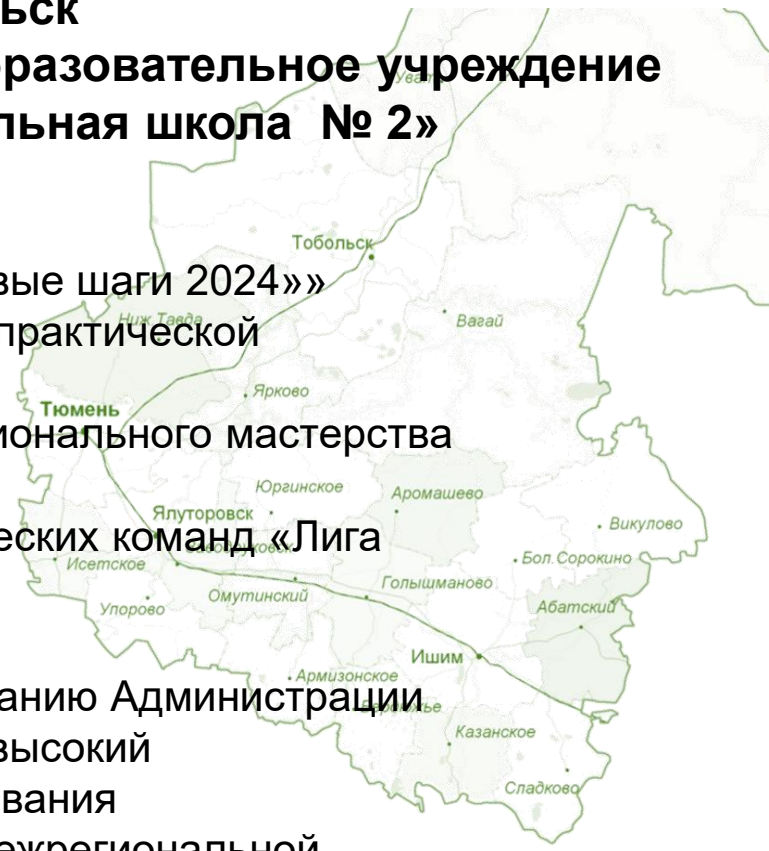 ьск
разовательное учреждение
Уват
льная школа № 2»
Тобольск
вые шаги 2024»»
Ниж.Тавда
практической
Вагай
Ярково
Тюмень
ионального мастерства
Юргинское
Аромашево
Ялуторовск
Викулово
еских команд «Лига
Исетское
Бол.Сорокино
Голышманово
Омутинский
Упорово
Абатский
Ишим
Армизонское
анию Администрации
Казанское
высокий
Сладково
вания
ежрегиональной